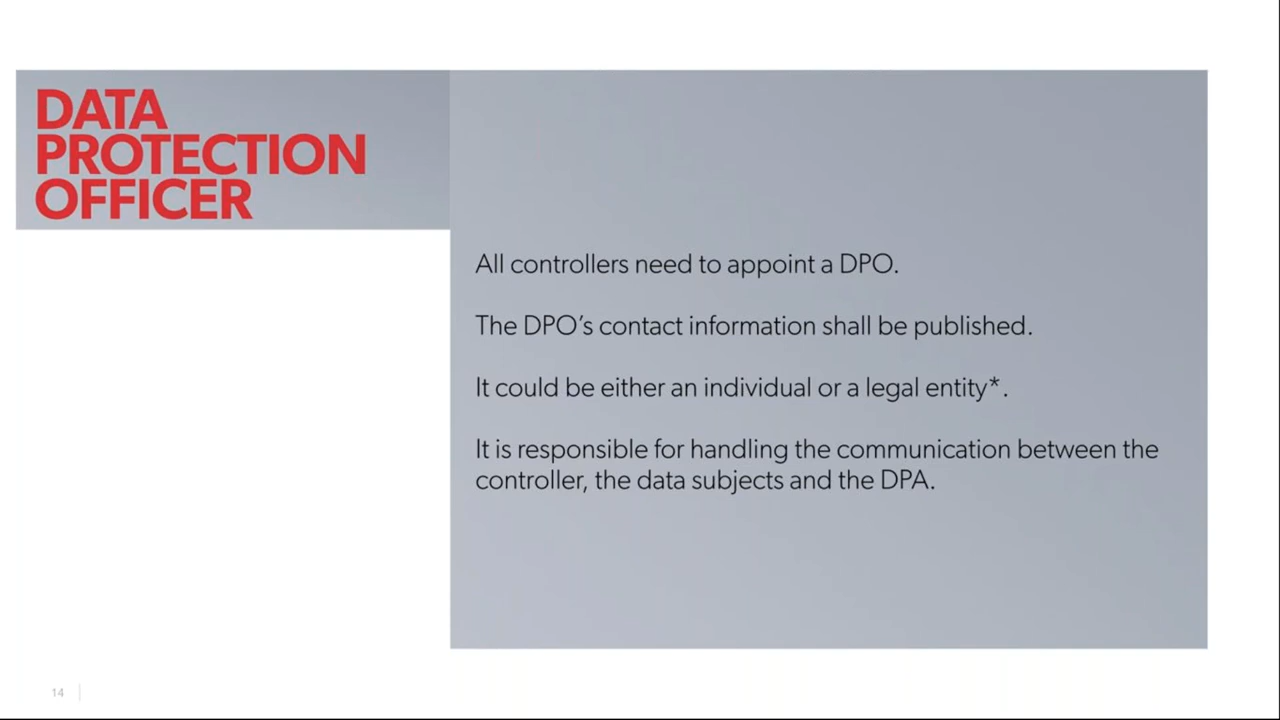 DATA
PROTECTION
OFFICER
All controllers need to appoint a DPO.
The DPO’s contact information shall be published.
It could be either an individual or a legal entity*.
It is responsible for handling the communication between the
controller, the data subjects and the DPA.
14